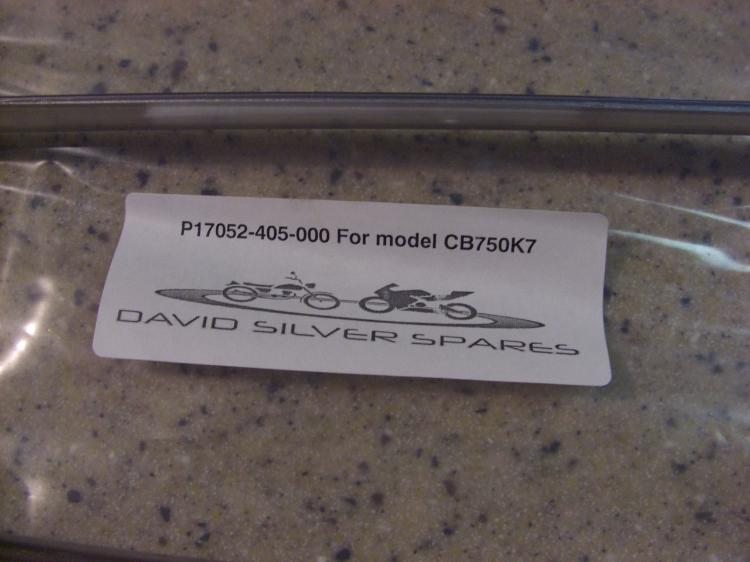 P17052-405-000 For model CB750K7
DAVID SILVER SPARES